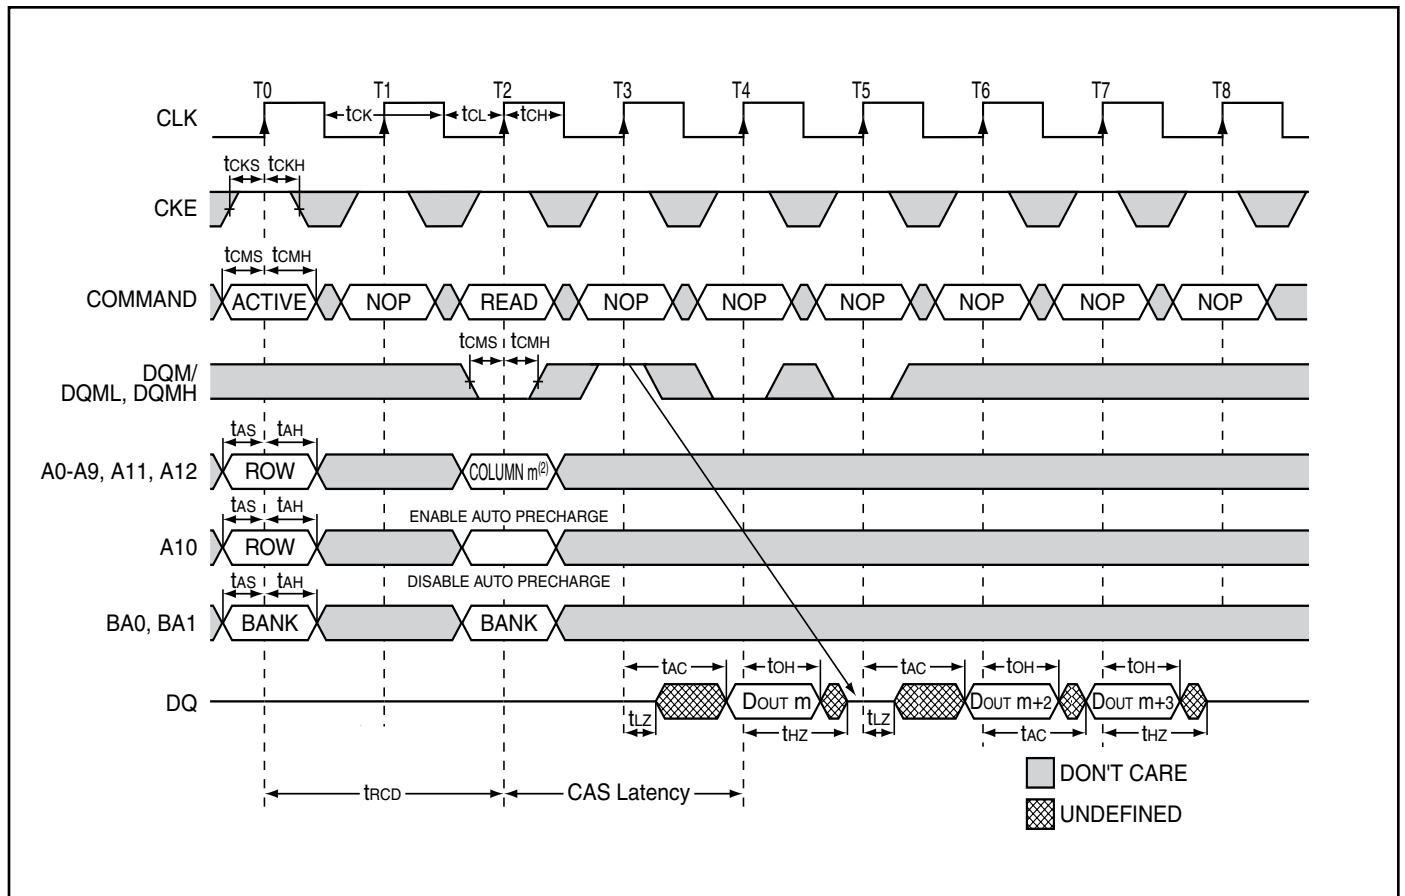 T0 T1 T2 T3 T4 T5 T6 T7 T8
CLK tCK tCL tCH
tCKS tCKH
CKE
tCMS tCMH
COMMAND ACTIVE NOP READ NOP NOP NOP NOP NOP NOP
tCMS tCMH
DQM/
DQML, DQMH
tAS tAH
A0-A9, A11, A12 ROW COLUMN m(2)
tAS tAH ENABLE AUTO PRECHARGE
A10 ROW
tAS tAH DISABLE AUTO PRECHARGE
BA0, BA1 BANK BANK
tAC tOH tAC tOH tOH
DQ DOUT m DOUT m+2 DOUT m+3
tLZ tHZ tLZ tAC tHZ
DON'T CARE
tRCD CAS Latency
UNDEFINED